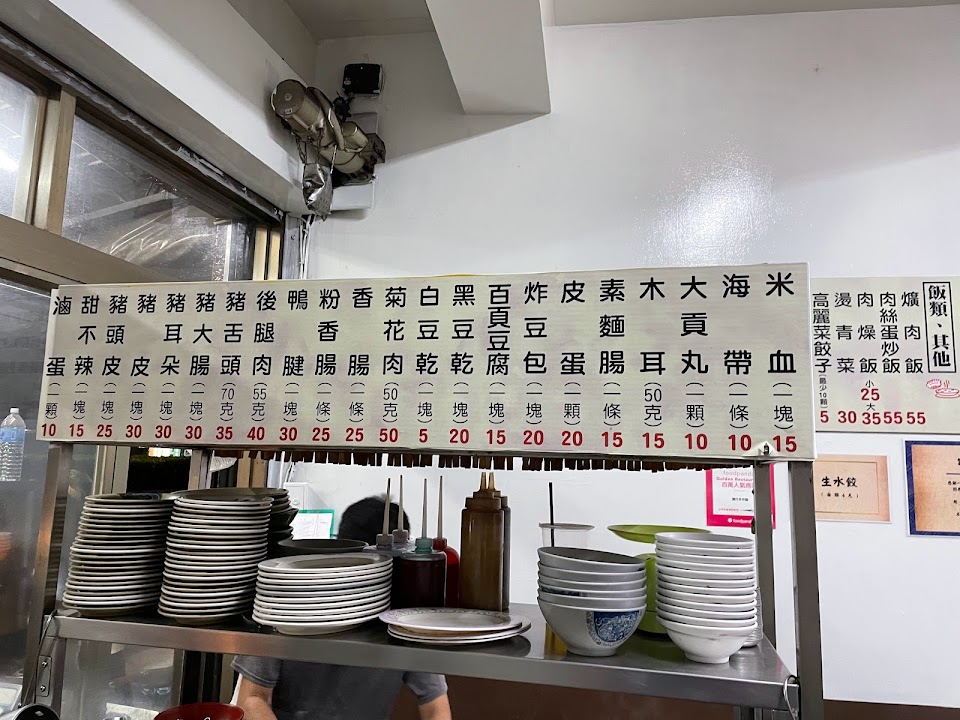 飯類、其他
爌肉飯 55
肉絲蛋炒飯 55
肉燥飯 小25 大35
燙青菜 30
高麗菜餃子(最少10顆) 5
米血(一塊) 15
海帶(一條) 10
大貢丸(一顆) 10
木耳(50克) 15
素麵腸(一條) 15
皮蛋(一顆) 20
炸豆包(一塊) 20
百頁豆腐(一塊) 15
黑豆乾(一塊) 20
白豆乾(一塊) 5
菊花肉(50克) 50
香腸(一條) 25
粉香腸(一條) 25
鴨腱(一塊) 30
後腿肉(55克) 40
豬舌頭(70克) 35
豬大腸(一塊) 30
豬耳朵(一塊) 30
豬皮(一塊) 30
豬頭皮(一塊) 25
甜不辣(一塊) 15
滷蛋(一顆) 10
生水餃